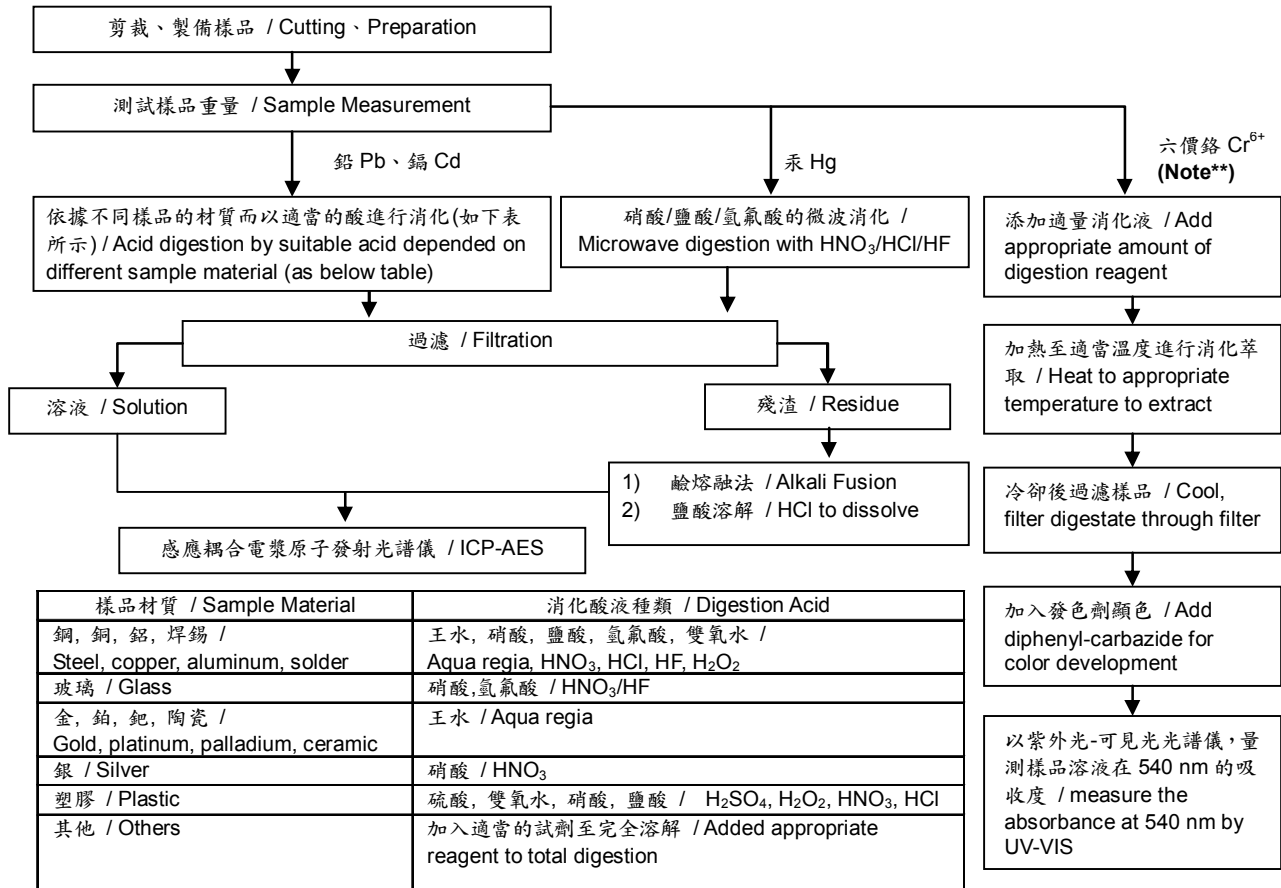 剪裁、製備樣品 / Cutting、Preparation
測試樣品重量 / Sample Measurement
鉛 Pb、鎘 Cd
汞 Hg
六價鉻 Cr⁶⁺
(Note**)
依據不同樣品的材質而以適當的酸進行消化(如下表
所示) / Acid digestion by suitable acid depended on
different sample material (as below table)
硝酸/鹽酸/氫氟酸的微波消化 /
Microwave digestion with HNO₃/HCl/HF
添加適量消化液 / Add
appropriate amount of
digestion reagent
過濾 / Filtration
加熱至適當溫度進行消化萃
取 / Heat to appropriate
temperature to extract
溶液 / Solution
殘渣 / Residue
1) 鹼熔融法 / Alkali Fusion
2) 鹽酸溶解 / HCl to dissolve
冷卻後過濾樣品 / Cool,
filter digestate through filter
感應耦合電漿原子發射光譜儀 / ICP-AES
加入發色劑顯色 / Add
diphenyl-carbazide for
color development
以紫外光-可見光光譜儀，量
測樣品溶液在 540 nm 的吸
收度 / measure the
absorbance at 540 nm by
UV-VIS
樣品材質 / Sample Material 消化酸液種類 / Digestion Acid
鋼, 銅, 鋁, 焊錫 / 王水, 硝酸, 鹽酸, 氫氟酸, 雙氧水 /
Steel, copper, aluminum, solder Aqua regia, HNO₃, HCl, HF, H₂O₂
玻璃 / Glass 硝酸,氫氟酸 / HNO₃/HF
金, 鉑, 鈀, 陶瓷 / 王水 / Aqua regia
Gold, platinum, palladium, ceramic
銀 / Silver 硝酸 / HNO₃
塑膠 / Plastic 硫酸, 雙氧水, 硝酸, 鹽酸 / H₂SO₄, H₂O₂, HNO₃, HCl
其他 / Others 加入適當的試劑至完全溶解 / Added appropriate
reagent to total digestion